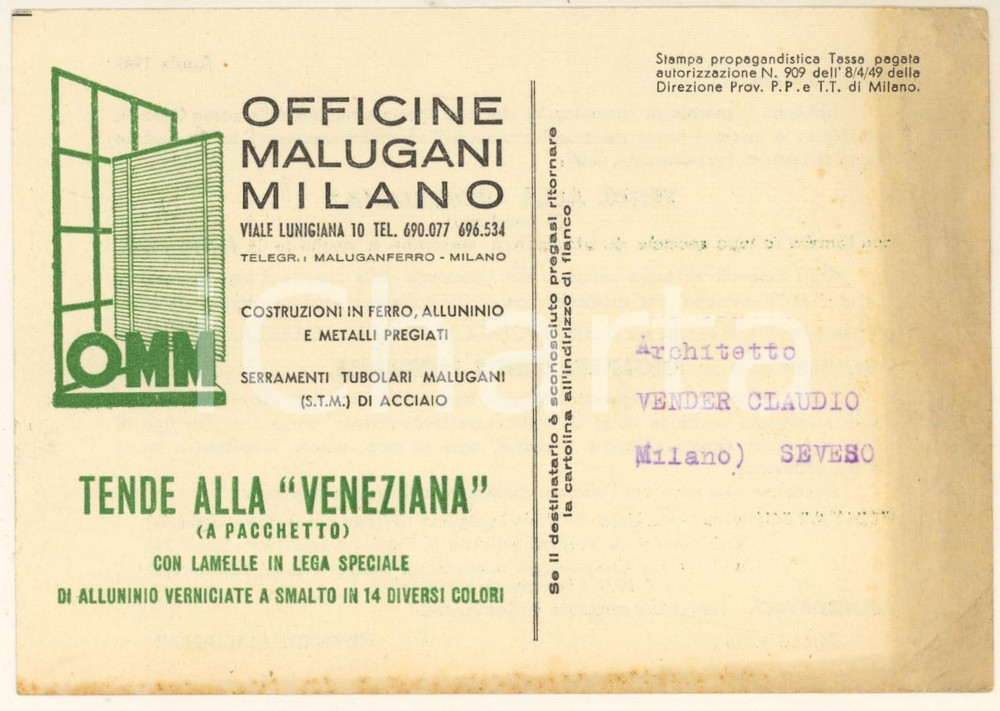 OFFICINE
MALUGANI
MILANO
VIALE LUNIGIANA 10 TEL. 690.077 696.534
TELEGR.: MALUGANFERRO - MILANO
COSTRUZIONI IN FERRO, ALLUNINIO
E METALLI PREGIATI
SERRAMENTI TUBOLARI MALUGANI
(S.T.M.) DI ACCIAIO
OMM
TENDE ALLA "VENEZIANA"
(A PACCHETTO)
CON LAMELLE IN LEGA SPECIALE
DI ALLUNINIO VERNICIATE A SMALTO IN 14 DIVERSI COLORI
Se il destinatario è sconosciuto pregasi ritornare
la cartolina all'indirizzo di fianco
Stampa propagandistica Tassa pagata
autorizzazione N. 909 dell' 8/4/49 della
Direzione Prov. P.P. e T.T. di Milano.
Architetto
VENDER CLAUDIO
Milano) SEVESO
iCharta